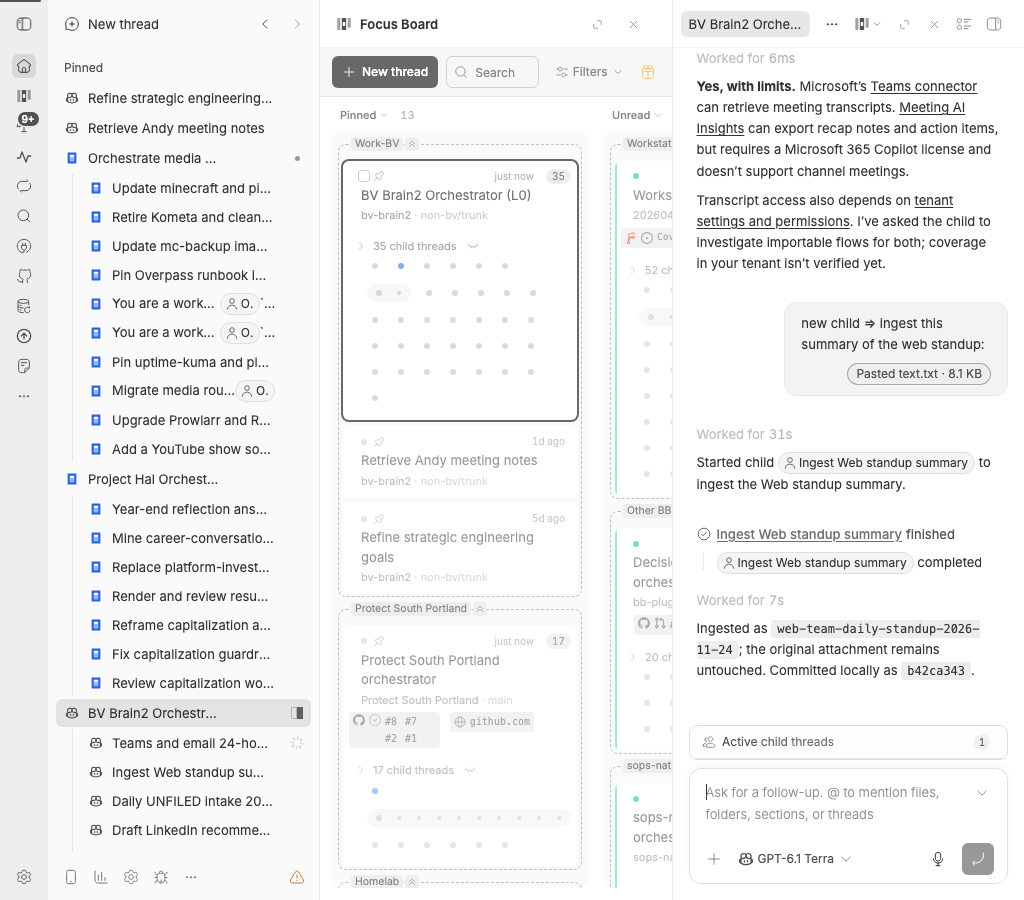 New thread
Pinned
Refine strategic engineering...
Retrieve Andy meeting notes
Orchestrate media ...
Update minecraft and pl...
Retire Kometa and clean...
Update mc-backup ima...
Pin Overpass runbook i...
You are a work... O. `...
You are a work... O. `...
Pin uptime-kuma and pl...
Migrate media rou... O.
Upgrade Prowlarr and R...
Add a YouTube show so...
Project Hal Orchest...
Year-end reflection ans...
Mine career-conversatio...
Replace platform-invest...
Render and review resu...
Reframe capitalization a...
Fix capitalization guardr...
Review capitalization wo...
BV Brain2 Orchestr...
Teams and email 24-ho...
Ingest Web standup su...
Daily UNFILED intake 20...
Draft LinkedIn recomme...
9+
Focus Board
New thread
Search
Filters
Pinned 13
Unread
Work-BV
just now 35
BV Brain2 Orchestrator (L0)
bv-brain2 · non-bv/trunk
35 child threads
1d ago
Retrieve Andy meeting notes
bv-brain2 · non-bv/trunk
5d ago
Refine strategic engineering
goals
bv-brain2 · non-bv/trunk
Protect South Portland
just now 17
Protect South Portland
orchestrator
Protect South Portland · main
#8 #7
#2 #1
github.com
17 child threads
Homelab
Workstat
Works
202604
Cov
52 ch
Other BB
Decisi
orches
bb-plug
#
20 ch
sops-nat
sops-n
orches
sops-na
BV Brain2 Orche...
Worked for 6ms
Yes, with limits. Microsoft’s Teams connector
can retrieve meeting transcripts. Meeting AI
Insights can export recap notes and action items,
but requires a Microsoft 365 Copilot license and
doesn’t support channel meetings.
Transcript access also depends on tenant
settings and permissions. I’ve asked the child to
investigate importable flows for both; coverage
in your tenant isn’t verified yet.
new child => ingest this
summary of the web standup:
Pasted text.txt · 8.1 KB
Worked for 31s
Started child Ingest Web standup summary to
ingest the Web standup summary.
Ingest Web standup summary finished
Ingest Web standup summary completed
Worked for 7s
Ingested as web-team-daily-standup-2026-
11-24 ; the original attachment remains
untouched. Committed locally as b42ca343 .
Active child threads 1
Ask for a follow-up. @ to mention files,
folders, sections, or threads
GPT-6.1 Terra